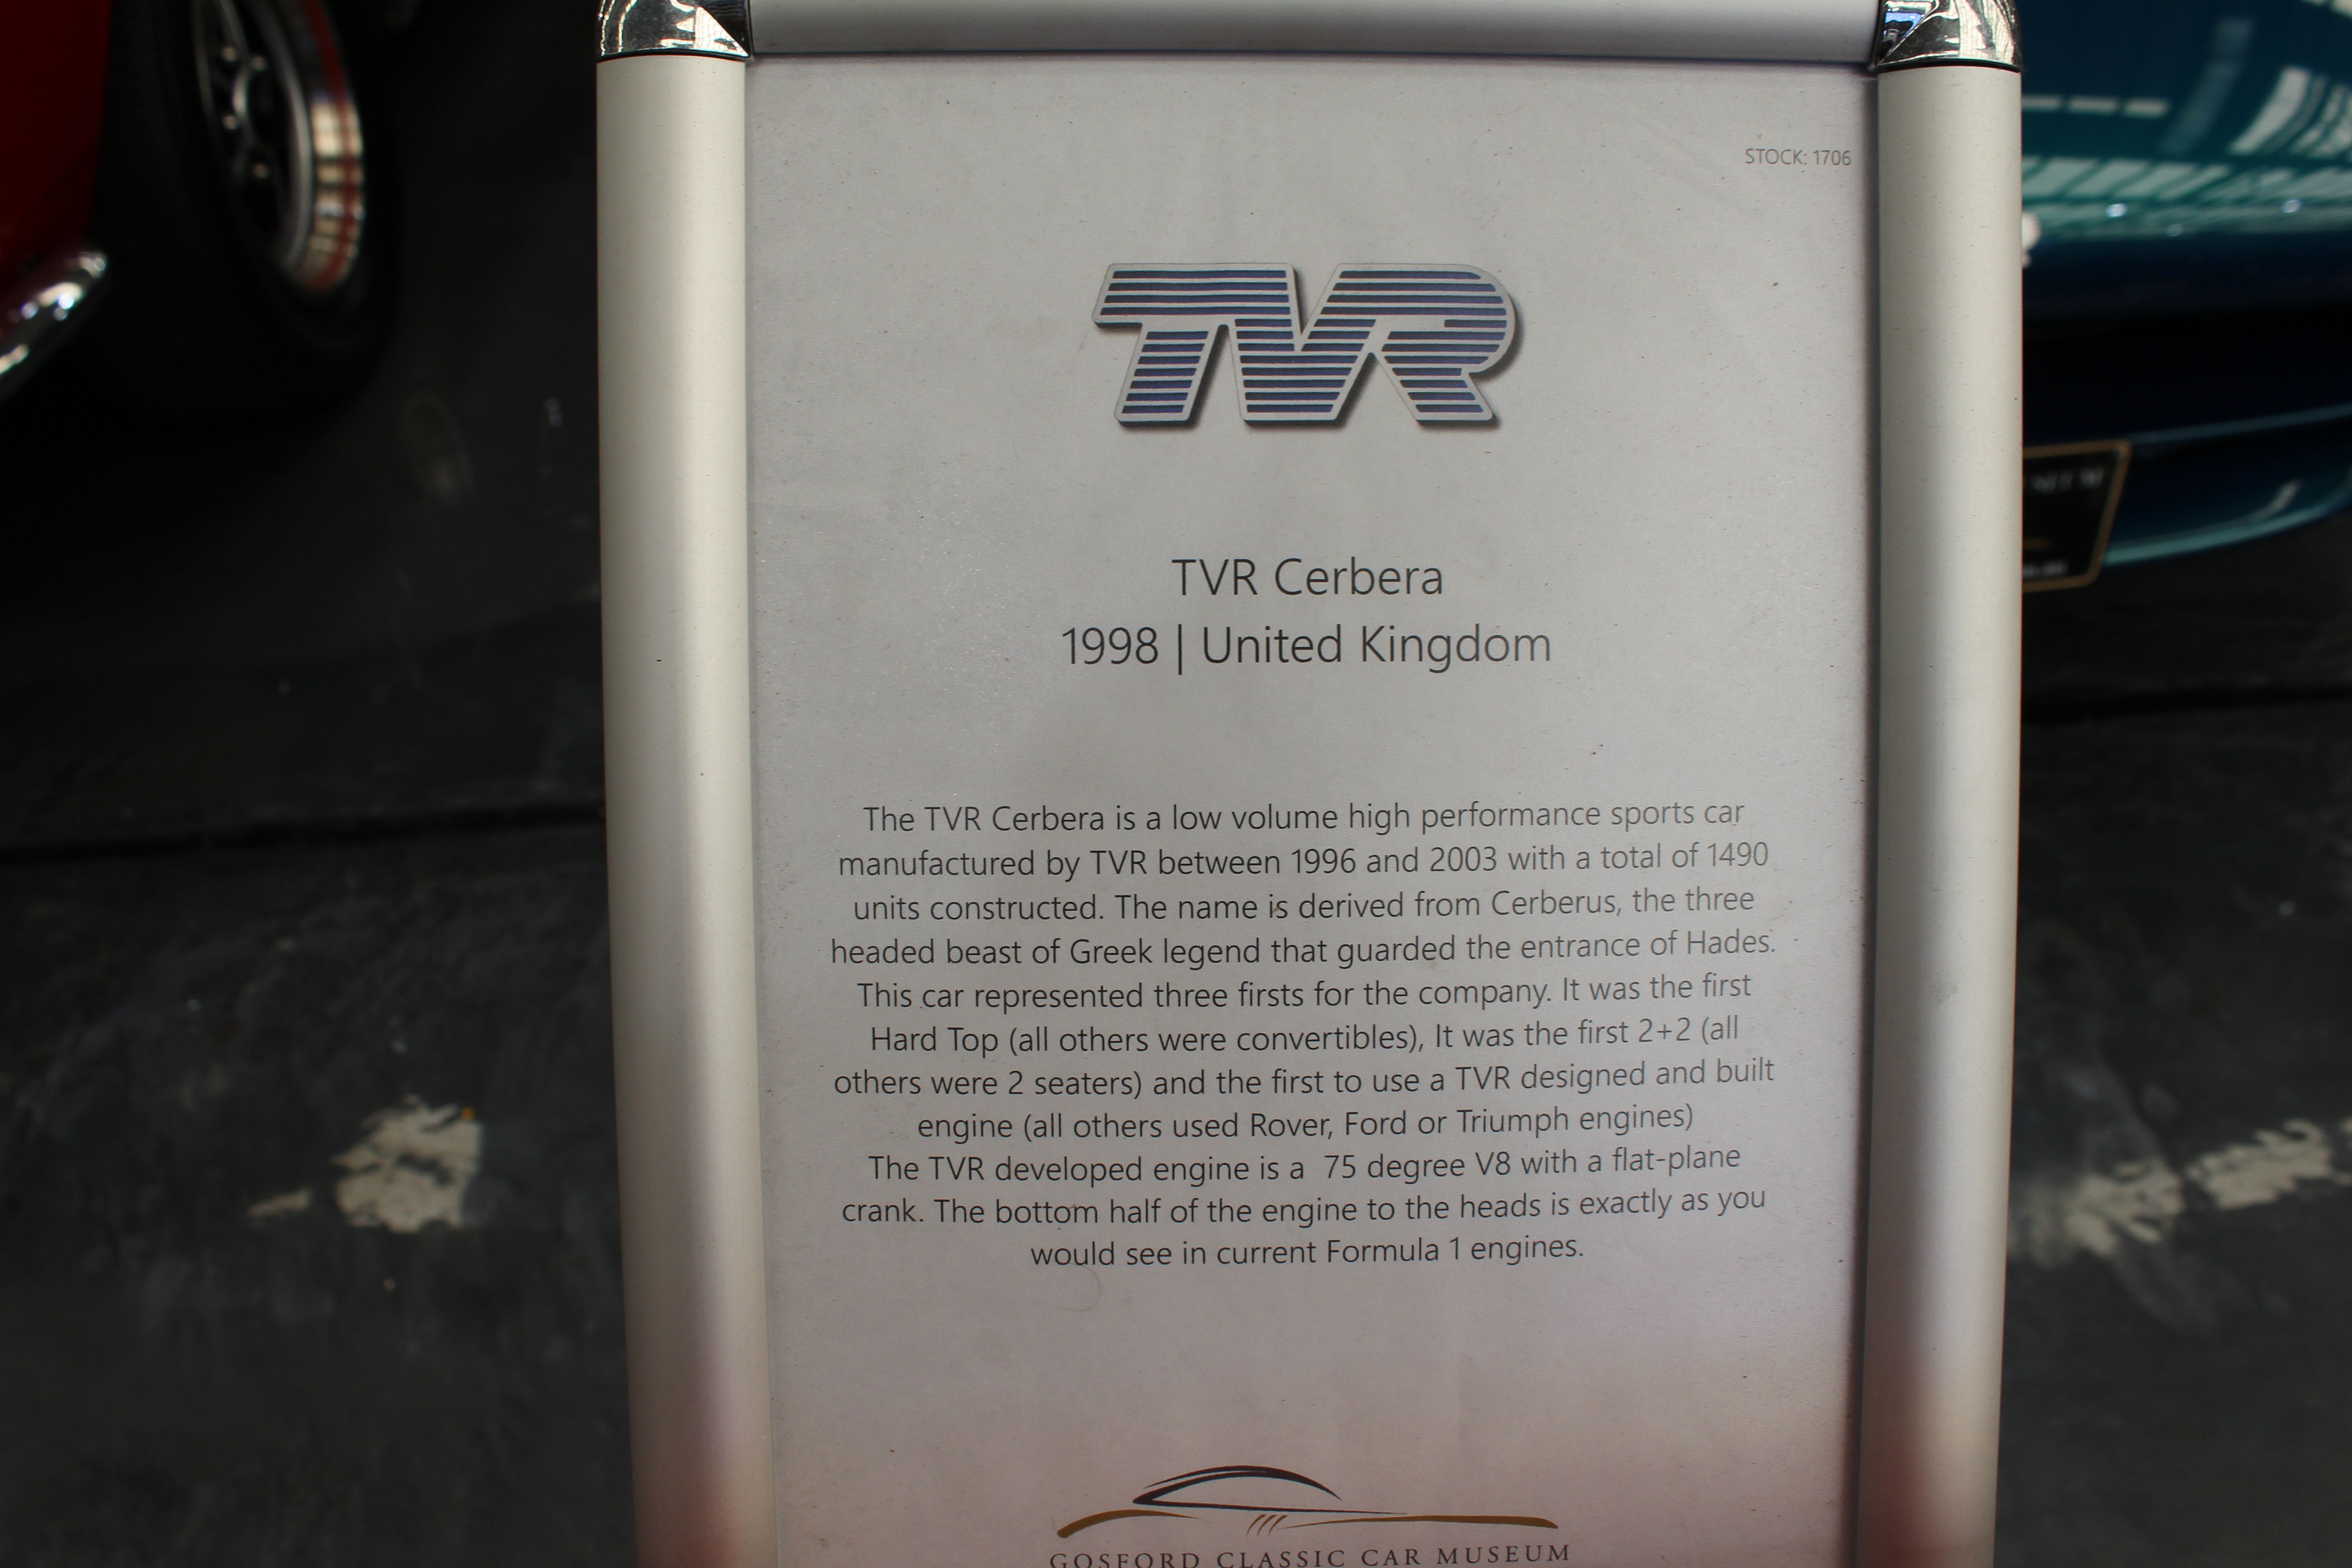 STOCK: 1706
TVR
TVR Cerbera
1998 | United Kingdom
The TVR Cerbera is a low volume high performance sports car
manufactured by TVR between 1996 and 2003 with a total of 1490
units constructed. The name is derived from Cerberus, the three
headed beast of Greek legend that guarded the entrance of Hades.
This car represented three firsts for the company. It was the first
Hard Top (all others were convertibles), It was the first 2+2 (all
others were 2 seaters) and the first to use a TVR designed and built
engine (all others used Rover, Ford or Triumph engines)
The TVR developed engine is a 75 degree V8 with a flat-plane
crank. The bottom half of the engine to the heads is exactly as you
would see in current Formula 1 engines.
GOSFORD CLASSIC CAR MUSEUM